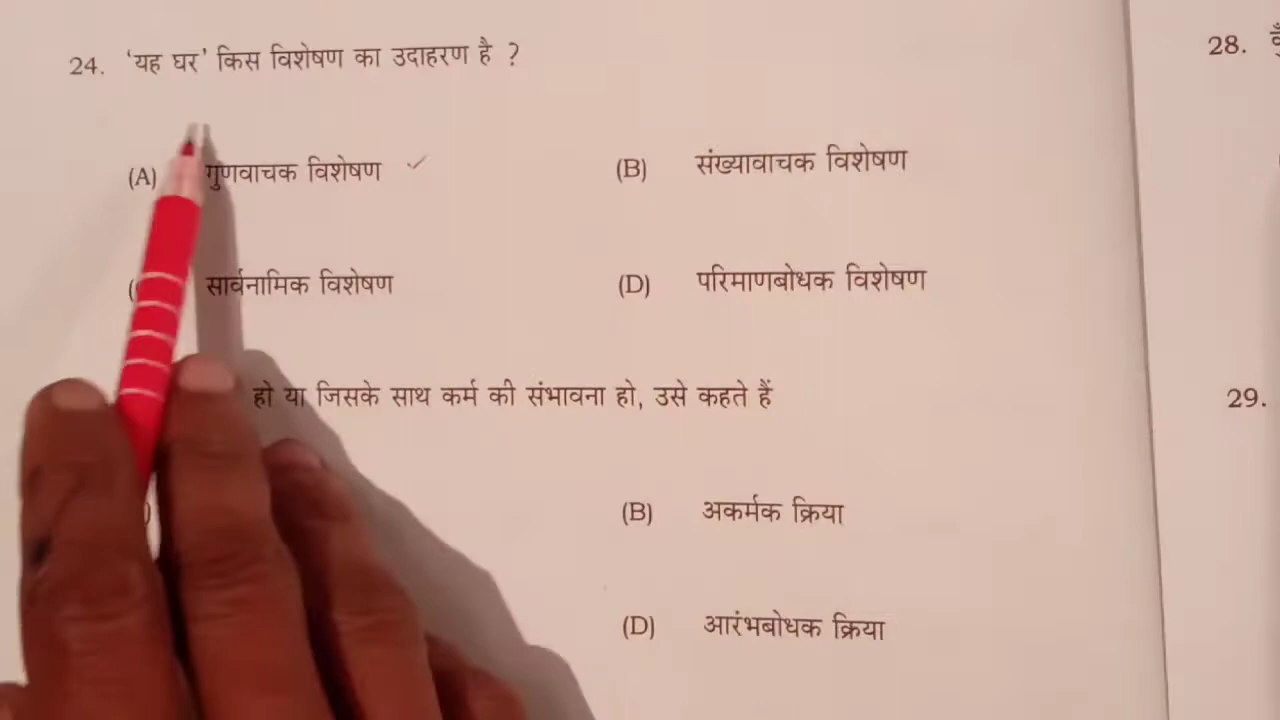 24. 'यह घर' किस विशेषण का उदाहरण है ?
(A) गुणवाचक विशेषण
(B) संख्यावाचक विशेषण
सार्वनामिक विशेषण
(D) परिमाणबोधक विशेषण
हो या जिसके साथ कर्म की संभावना हो, उसे कहते हैं
(B) अकर्मक क्रिया
(D) आरंभबोधक क्रिया
28.
29.